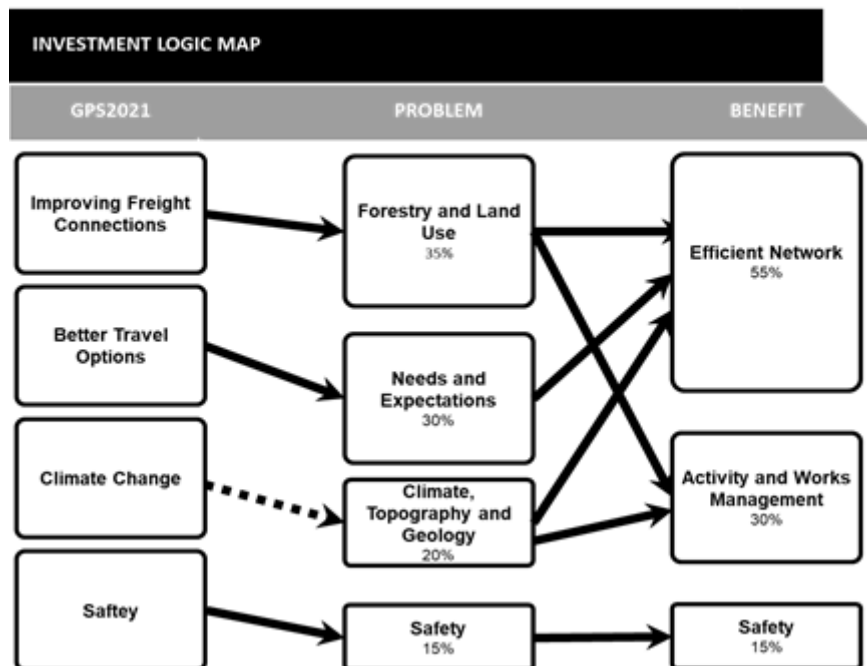 INVESTMENT LOGIC MAP
GPS2021
PROBLEM
BENEFIT
Improving Freight
Connections
Better Travel
Options
Climate Change
Saftey
Forestry and Land
Use
35%
Needs and
Expectations
30%
Climate,
Topography and
Geology
20%
Safety
15%
Efficient Network
55%
Activity and Works
Management
30%
Safety
15%